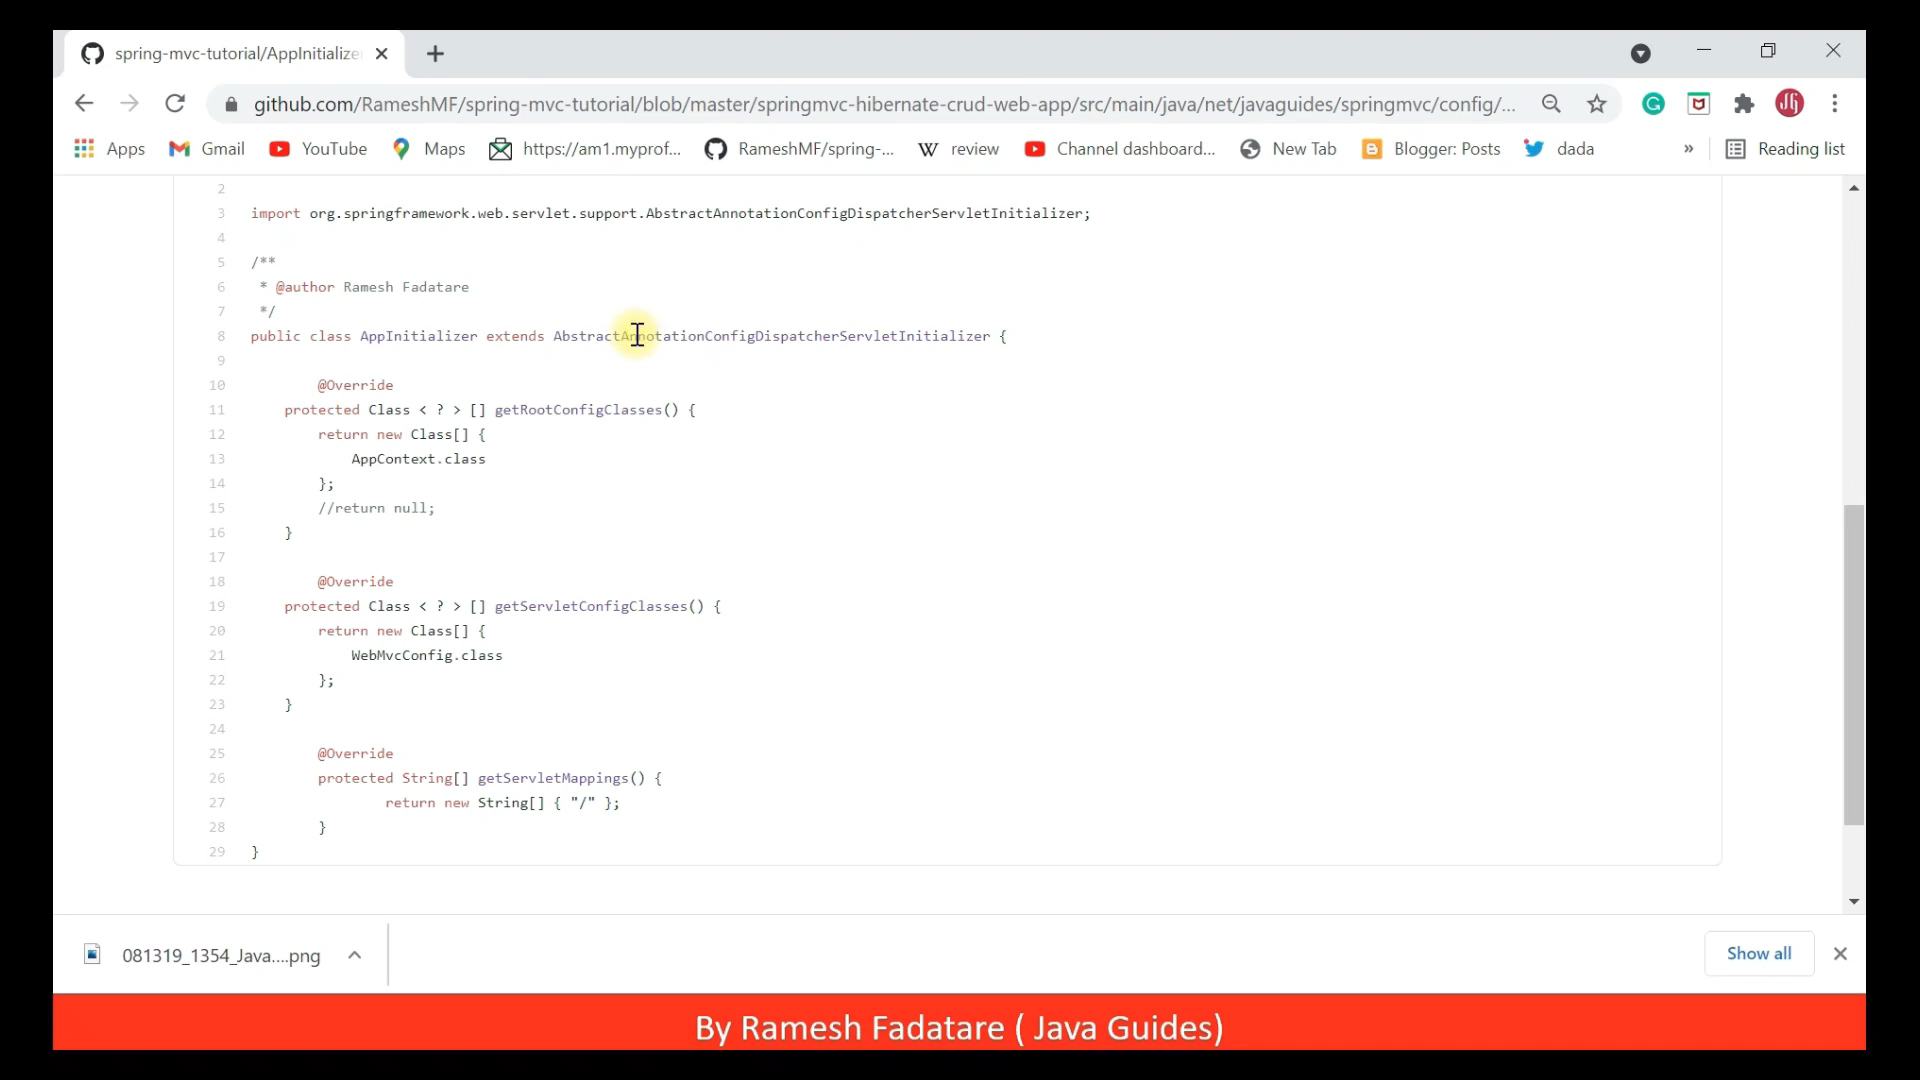 spring-mvc-tutorial/AppInitialize
github.com/RameshMF/spring-mvc-tutorial/blob/master/springmvc-hibernate-crud-web-app/src/main/java/net/javaguides/springmvc/config/...
Apps Gmail YouTube Maps https://am1.myprof... RameshMF/spring-... W review Channel dashboard... New Tab Blogger: Posts dada » Reading list
2
3 import org.springframework.web.servlet.support.AbstractAnnotationConfigDispatcherServletInitializer;
4
5 /**
6 * @author Ramesh Fadatare
7 */
8 public class AppInitializer extends AbstractAnnotationConfigDispatcherServletInitializer {
9
10 @Override
11 protected Class < ? > [] getRootConfigClasses() {
12 return new Class[] {
13 AppContext.class
14 };
15 //return null;
16 }
17
18 @Override
19 protected Class < ? > [] getServletConfigClasses() {
20 return new Class[] {
21 WebMvcConfig.class
22 };
23 }
24
25 @Override
26 protected String[] getServletMappings() {
27 return new String[] { "/" };
28 }
29 }
081319_1354_Java....png Show all
By Ramesh Fadatare ( Java Guides)